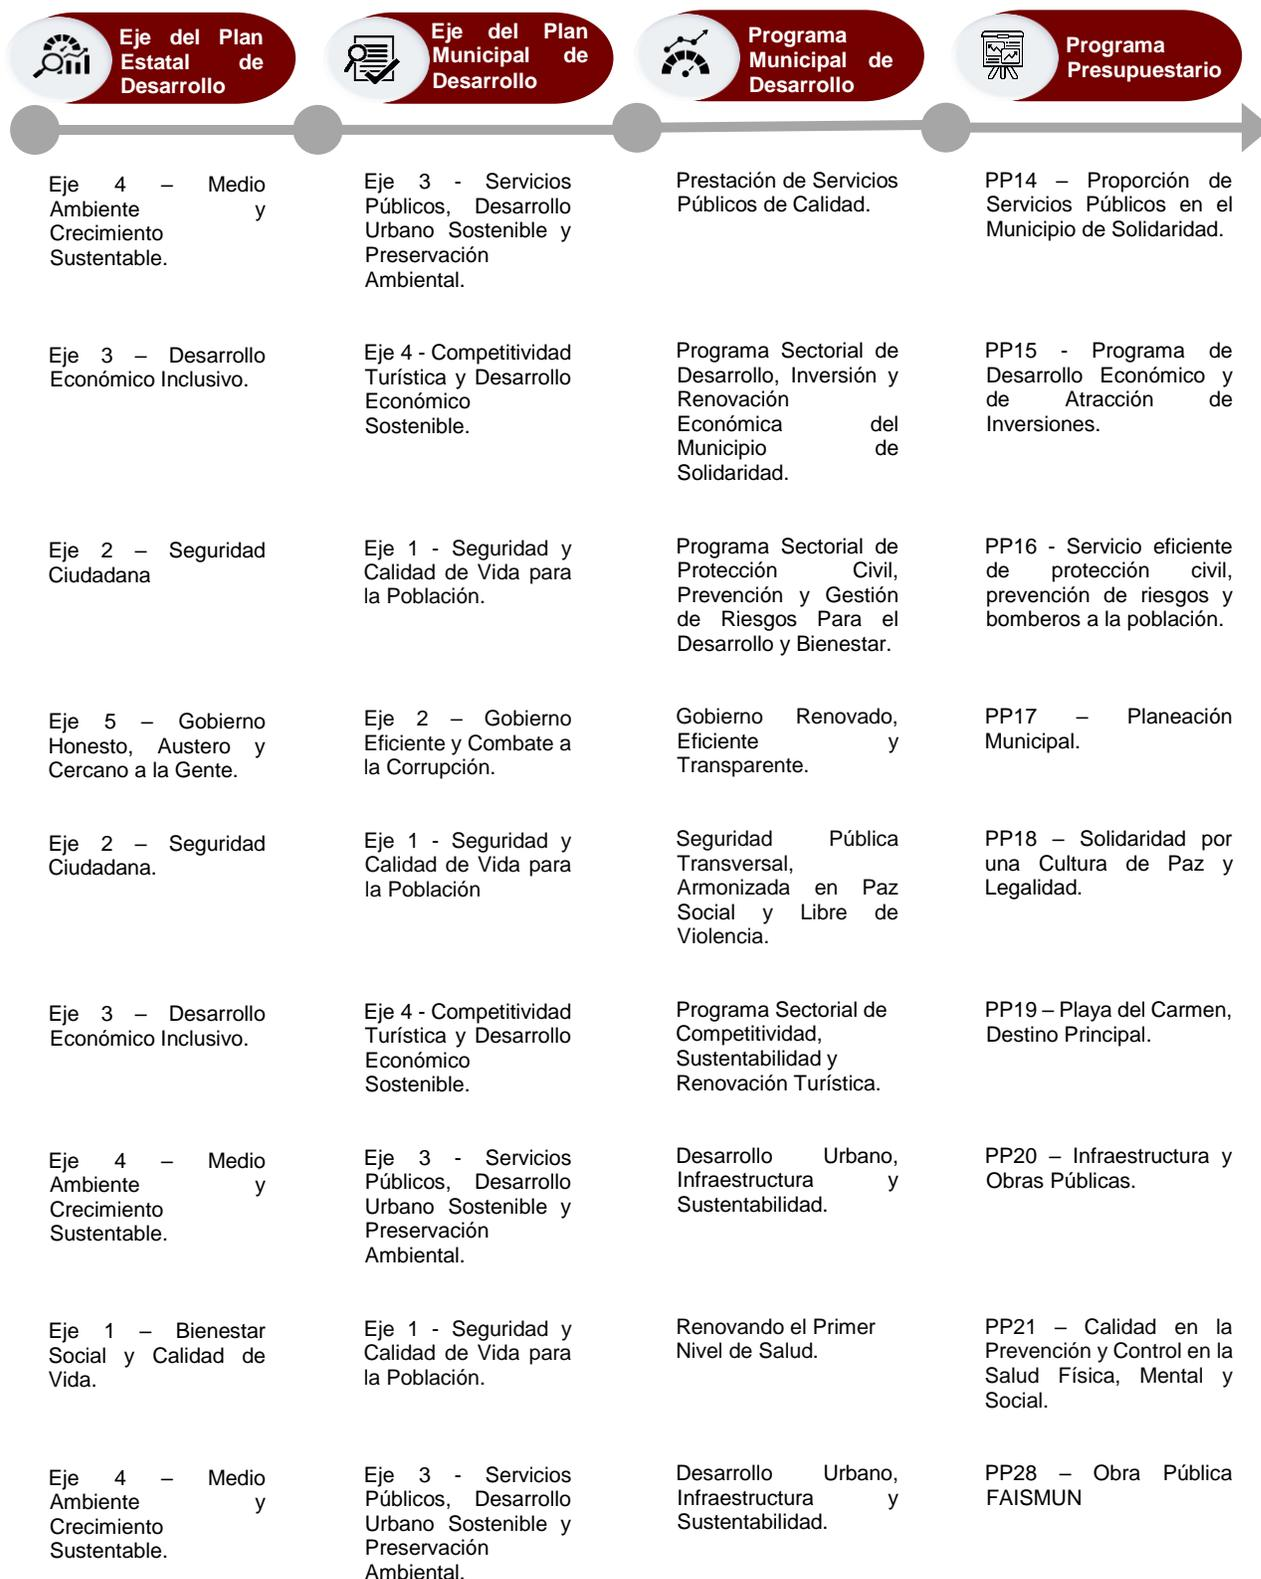 Eje del Plan
Estatal de
Desarrollo
Eje del Plan
Municipal de
Desarrollo
Programa
Municipal de
Desarrollo
Programa
Presupuestario
Eje 4 – Medio
Ambiente y
Crecimiento
Sustentable.
Eje 3 - Servicios
Públicos, Desarrollo
Urbano Sostenible y
Preservación
Ambiental.
Prestación de Servicios
Públicos de Calidad.
PP14 – Proporción de
Servicios Públicos en el
Municipio de Solidaridad.
Eje 3 – Desarrollo
Económico Inclusivo.
Eje 4 - Competitividad
Turística y Desarrollo
Económico
Sostenible.
Programa Sectorial de
Desarrollo, Inversión y
Renovación
Económica del
Municipio de
Solidaridad.
PP15 - Programa de
Desarrollo Económico y
de Atracción de
Inversiones.
Eje 2 – Seguridad
Ciudadana
Eje 1 - Seguridad y
Calidad de Vida para
la Población.
Programa Sectorial de
Protección Civil,
Prevención y Gestión
de Riesgos Para el
Desarrollo y Bienestar.
PP16 - Servicio eficiente
de protección civil,
prevención de riesgos y
bomberos a la población.
Eje 5 – Gobierno
Honesto, Austero y
Cercano a la Gente.
Eje 2 – Gobierno
Eficiente y Combate a
la Corrupción.
Gobierno Renovado,
Eficiente y
Transparente.
PP17 – Planeación
Municipal.
Eje 2 – Seguridad
Ciudadana.
Eje 1 - Seguridad y
Calidad de Vida para
la Población
Seguridad Pública
Transversal,
Armonizada en Paz
Social y Libre de
Violencia.
PP18 – Solidaridad por
una Cultura de Paz y
Legalidad.
Eje 3 – Desarrollo
Económico Inclusivo.
Eje 4 - Competitividad
Turística y Desarrollo
Económico
Sostenible.
Programa Sectorial de
Competitividad,
Sustentabilidad y
Renovación Turística.
PP19 – Playa del Carmen,
Destino Principal.
Eje 4 – Medio
Ambiente y
Crecimiento
Sustentable.
Eje 3 - Servicios
Públicos, Desarrollo
Urbano Sostenible y
Preservación
Ambiental.
Desarrollo Urbano,
Infraestructura y
Sustentabilidad.
PP20 – Infraestructura y
Obras Públicas.
Eje 1 – Bienestar
Social y Calidad de
Vida.
Eje 1 - Seguridad y
Calidad de Vida para
la Población.
Renovando el Primer
Nivel de Salud.
PP21 – Calidad en la
Prevención y Control en la
Salud Física, Mental y
Social.
Eje 4 – Medio
Ambiente y
Crecimiento
Sustentable.
Eje 3 - Servicios
Públicos, Desarrollo
Urbano Sostenible y
Preservación
Ambiental.
Desarrollo Urbano,
Infraestructura y
Sustentabilidad.
PP28 – Obra Pública
FAISMUN